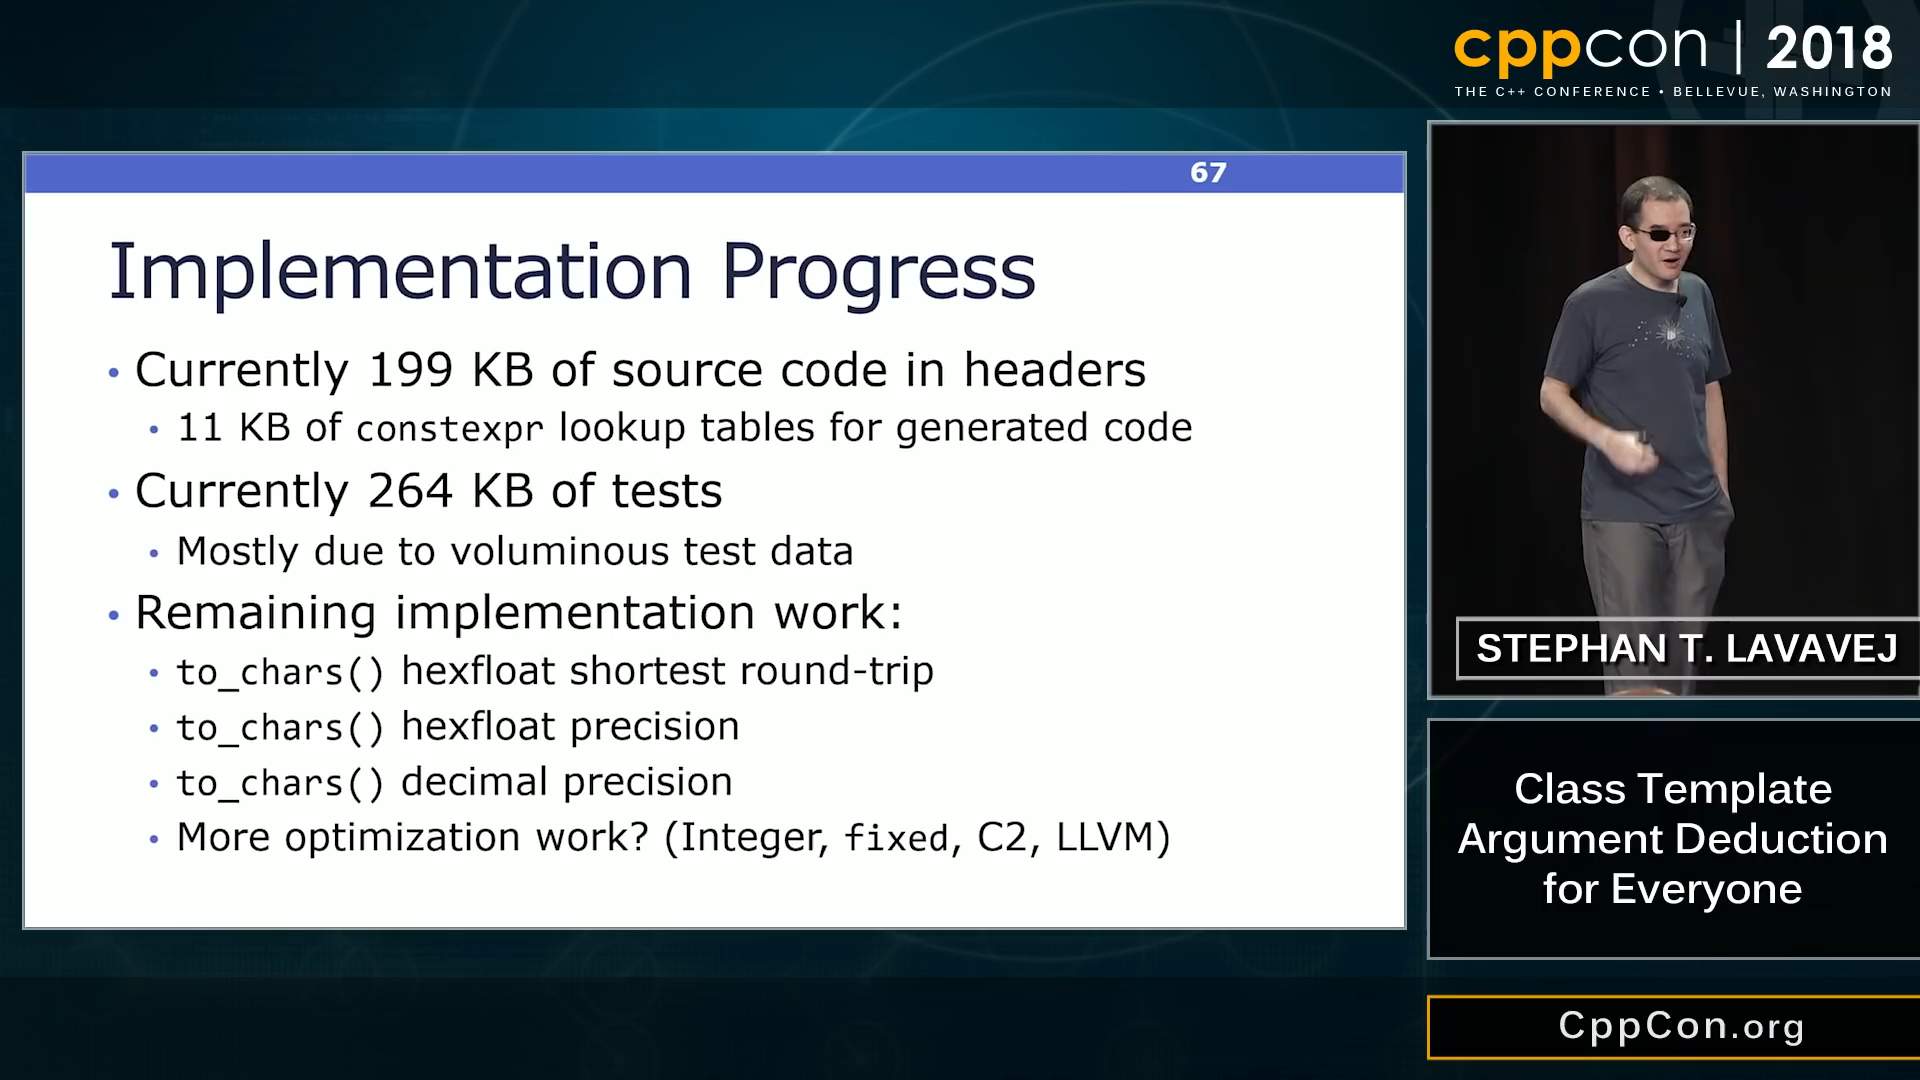 cppcon | 2018
THE C++ CONFERENCE • BELLEVUE, WASHINGTON
67
Implementation Progress
• Currently 199 KB of source code in headers
• 11 KB of constexpr lookup tables for generated code
• Currently 264 KB of tests
• Mostly due to voluminous test data
• Remaining implementation work:
• to_chars() hexfloat shortest round-trip
• to_chars() hexfloat precision
• to_chars() decimal precision
• More optimization work? (Integer, fixed, C2, LLVM)
STEPHAN T. LAVAVEJ
Class Template
Argument Deduction
for Everyone
CppCon.org